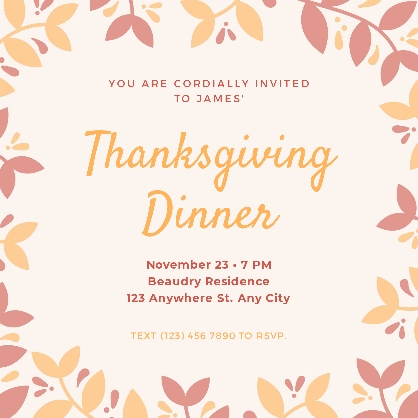 YOU ARE CORDIALLY INVITED
TO JAMES'
Thanksgiving
Dinner
November 23 • 7 PM
Beaudry Residence
123 Anywhere St. Any City
TEXT (123) 456 7890 TO RSVP.